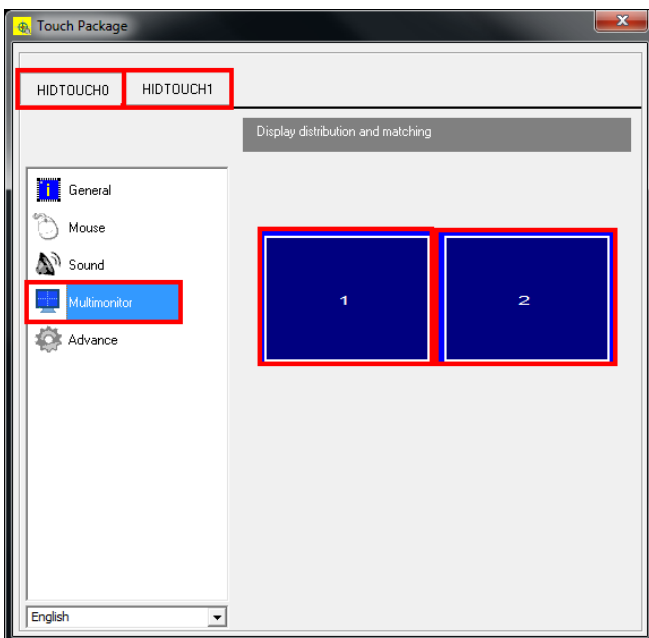 Touch Package
HIDTOUCH0 HIDTOUCH1
Display distribution and matching
General
Mouse
Sound
Multimonitor
Advance
1 2
English